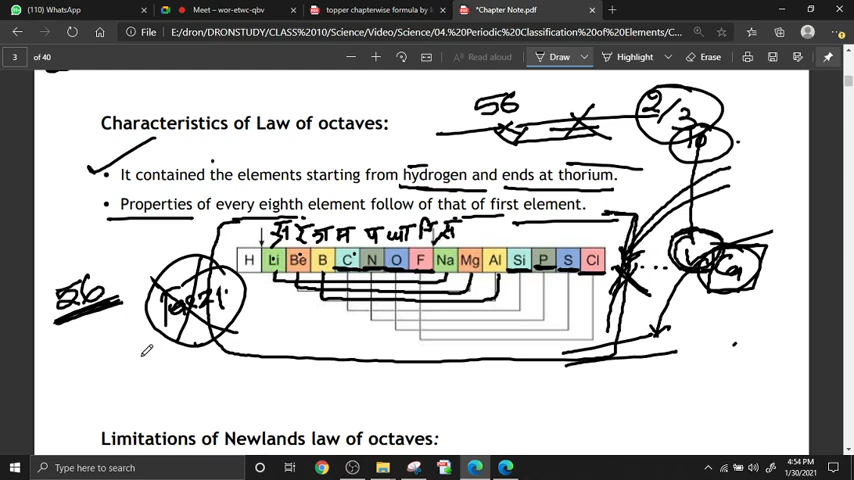 (110) WhatsApp
Meet – wor-etwc-qbv
topper chapterwise formula by k
*Chapter Note.pdf
File
E:/dron/DRONSTUDY/CLASS%2010/Science/Video/Science/04.%20Periodic%20Classification%20of%20Elements/C...
3 of 40
Read aloud
Draw
Highlight
Erase
56
2/3
Characteristics of Law of octaves:
• It contained the elements starting from hydrogen and ends at thorium.
• Properties of every eighth element follow of that of first element.
सा रे गा म प धा नि सा
H Li Be B C N O F Na Mg Al Si P S Cl
...
Ca
56
Limitations of Newlands law of octaves:
Type here to search
4:54 PM
1/30/2021